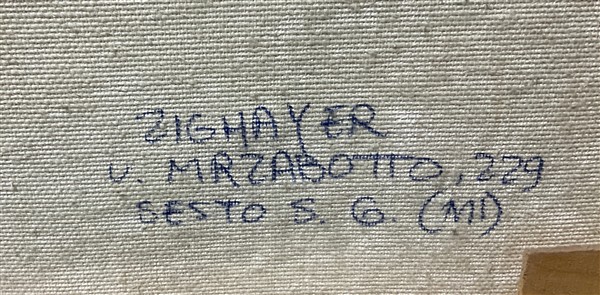 ZIGHAYER
V. MRZABOTTO, 229
SESTO S. G. (MI)